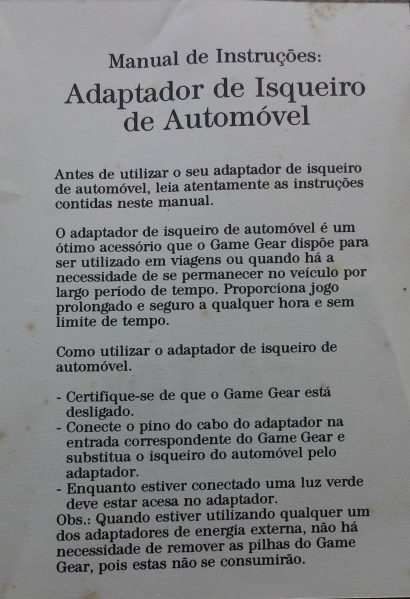 Manual de Instruções:
Adaptador de Isqueiro
de Automóvel
Antes de utilizar o seu adaptador de isqueiro
de automóvel, leia atentamente as instruções
contidas neste manual.
O adaptador de isqueiro de automóvel é um
ótimo acessório que o Game Gear dispõe para
ser utilizado em viagens ou quando há a
necessidade de se permanecer no veículo por
largo período de tempo. Proporciona jogo
prolongado e seguro a qualquer hora e sem
limite de tempo.
Como utilizar o adaptador de isqueiro de
automóvel.
- Certifique-se de que o Game Gear está
desligado.
- Conecte o pino do cabo do adaptador na
entrada correspondente do Game Gear e
substitua o isqueiro do automóvel pelo
adaptador.
- Enquanto estiver conectado uma luz verde
deve estar acesa no adaptador.
Obs.: Quando estiver utilizando qualquer um
dos adaptadores de energia externa, não há
necessidade de remover as pilhas do Game
Gear, pois estas não se consumirão.